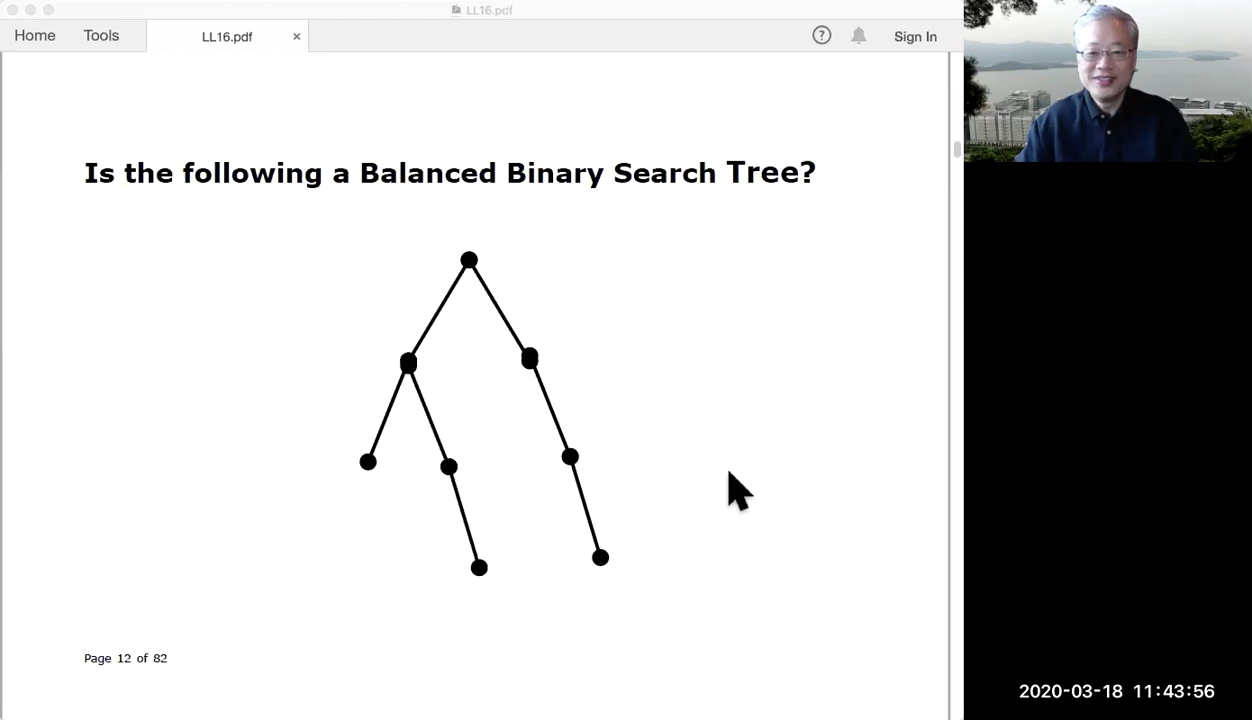 LL16.pdf
Home Tools LL16.pdf × ? Sign In
Is the following a Balanced Binary Search Tree?
Page 12 of 82
2020-03-18 11:43:56